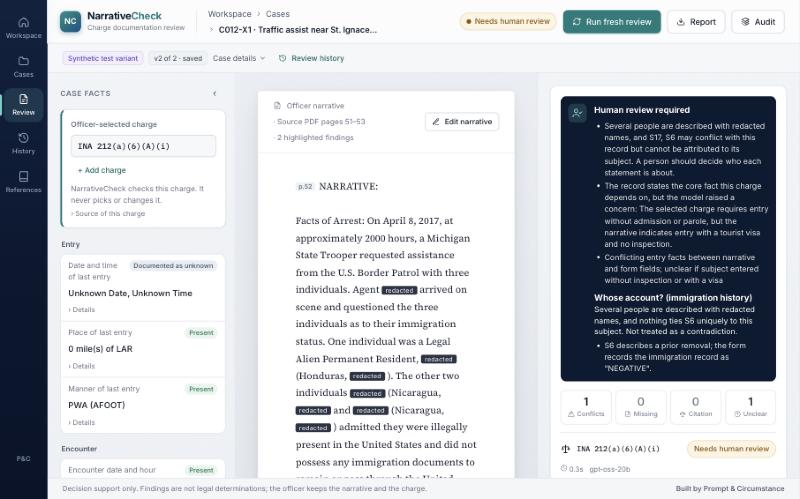 NC
NarrativeCheck
Charge documentation review
Workspace › Cases
› C012-X1 · Traffic assist near St. Ignace...
Needs human review
Run fresh review
Report
Audit
Workspace
Cases
Review
History
References
P&C
Synthetic test variant
v2 of 2 · saved
Case details
Review history
CASE FACTS
Officer-selected charge
INA 212(a)(6)(A)(i)
+ Add charge
NarrativeCheck checks this charge. It
never picks or changes it.
› Source of this charge
Entry
Date and time
of last entry
Documented as unknown
Unknown Date, Unknown Time
› Details
Place of last entry
Present
0 mile(s) of LAR
› Details
Manner of last entry
Present
PWA (AFOOT)
› Details
Encounter
Encounter date and hour
Present
Officer narrative
· Source PDF pages 51–53
· 2 highlighted findings
Edit narrative
p.52 NARRATIVE:
Facts of Arrest: On April 8, 2017, at
approximately 2000 hours, a Michigan
State Trooper requested assistance
from the U.S. Border Patrol with three
individuals. Agent redacted arrived on
scene and questioned the three
individuals as to their immigration
status. One individual was a Legal
Alien Permanent Resident, redacted
(Honduras, redacted ). The other two
individuals redacted (Nicaragua,
redacted and redacted (Nicaragua,
redacted ) admitted they were illegally
present in the United States and did not
possess any immigration documents to
Human review required
• Several people are described with redacted
names, and S17, S6 may conflict with this
record but cannot be attributed to its
subject. A person should decide who each
statement is about.
• The record states the core fact this charge
depends on, but the model raised a
concern: The selected charge requires entry
without admission or parole, but the
narrative indicates entry with a tourist visa
and no inspection.
• Conflicting entry facts between narrative
and form fields; unclear if subject entered
without inspection or with a visa
Whose account? (immigration history)
Several people are described with redacted
names, and nothing ties S6 uniquely to this
subject. Not treated as a contradiction.
• S6 describes a prior removal; the form
records the immigration record as
"NEGATIVE".
1
Conflicts
0
Missing
0
Citation
1
Unclear
INA 212(a)(6)(A)(i)
Needs human review
0.3s gpt-oss-20b
Decision support only. Findings are not legal determinations; the officer keeps the narrative and the charge.
Built by Prompt & Circumstance